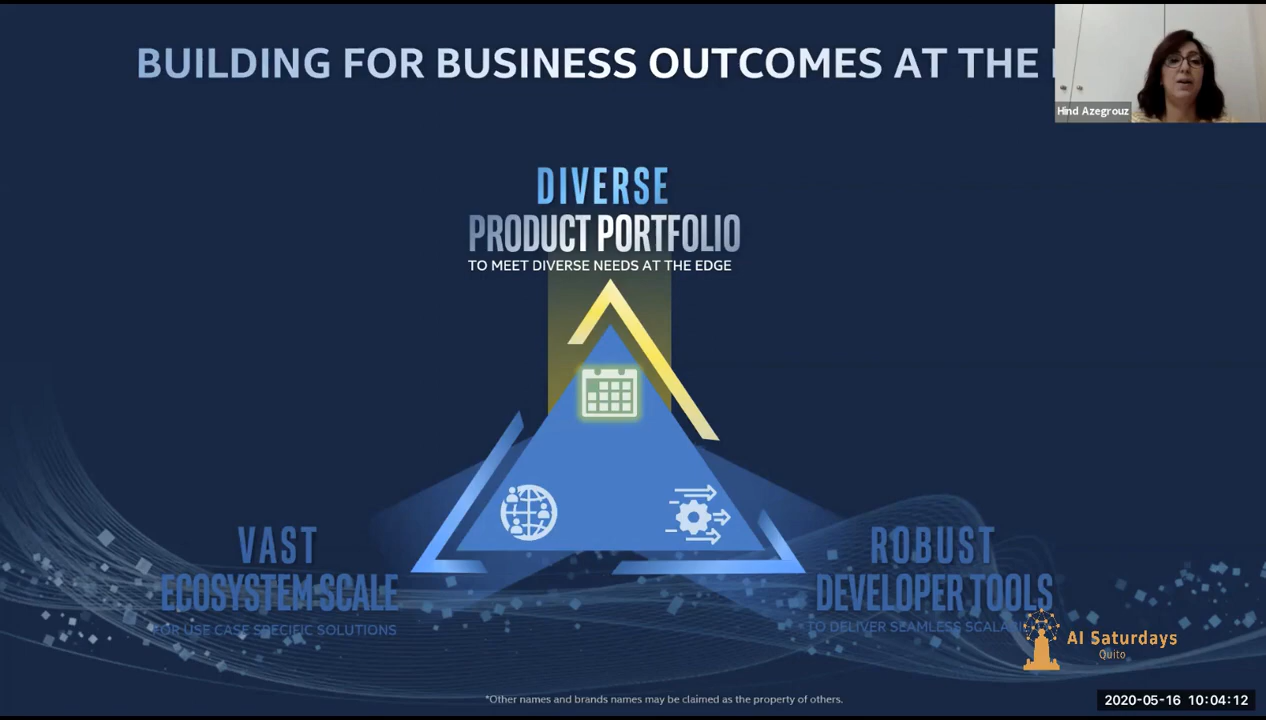 BUILDING FOR BUSINESS OUTCOMES AT THE
Hind Azegrouz
DIVERSE
PRODUCT PORTFOLIO
TO MEET DIVERSE NEEDS AT THE EDGE
VAST
ECOSYSTEM SCALE
FOR USE CASE SPECIFIC SOLUTIONS
ROBUST
DEVELOPER TOOLS
TO DELIVER SEAMLESS
AI Saturdays
Quito
*Other names and brands names may be claimed as the property of others.
2020-05-16 10:04:12